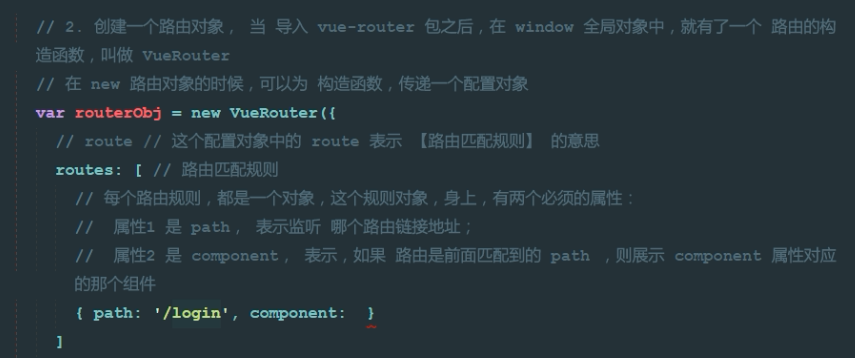 // 2. 创建一个路由对象， 当 导入 vue-router 包之后，在 window 全局对象中，就有了一个 路由的构
造函数，叫做 VueRouter
// 在 new 路由对象的时候，可以为 构造函数，传递一个配置对象
var routerObj = new VueRouter({
// route // 这个配置对象中的 route 表示 【路由匹配规则】 的意思
routes: [ // 路由匹配规则
// 每个路由规则，都是一个对象，这个规则对象，身上，有两个必须的属性：
//  属性1 是 path， 表示监听 哪个路由链接地址；
//  属性2 是 component， 表示，如果 路由是前面匹配到的 path ，则展示 component 属性对应
的那个组件
{ path: '/login', component:  }
]